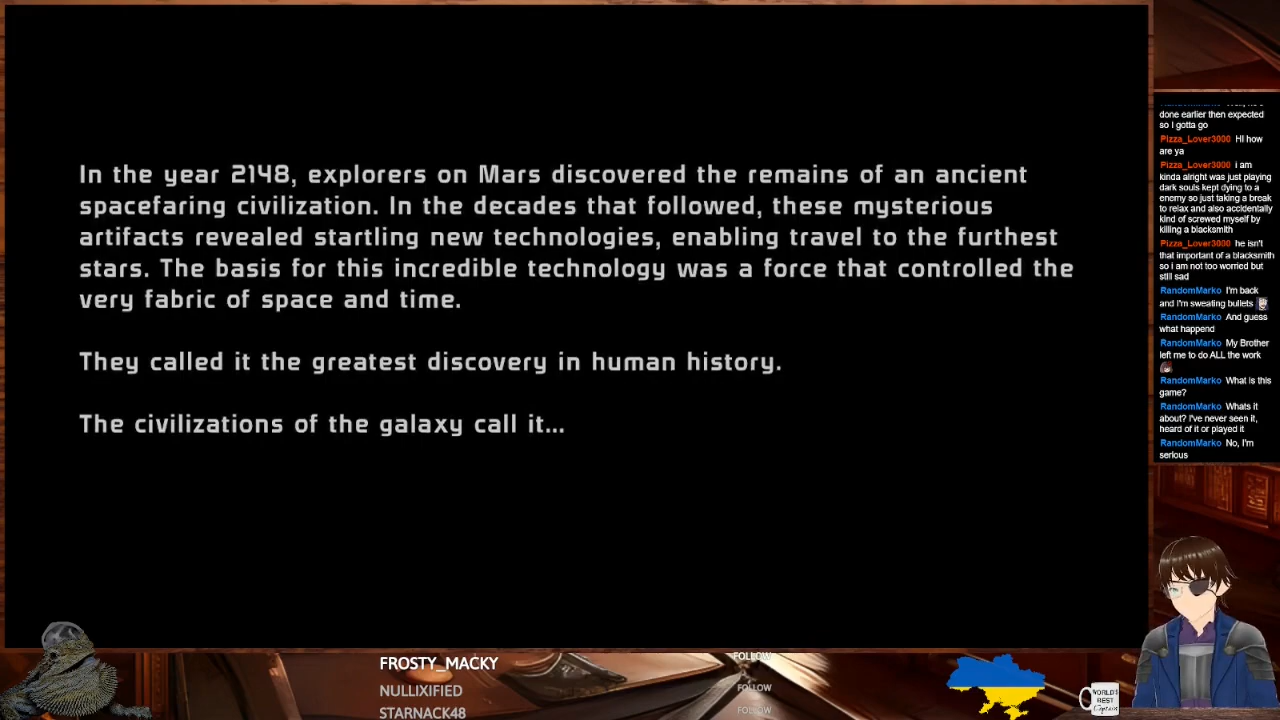 In the year 2148, explorers on Mars discovered the remains of an ancient
spacefaring civilization. In the decades that followed, these mysterious
artifacts revealed startling new technologies, enabling travel to the furthest
stars. The basis for this incredible technology was a force that controlled the
very fabric of space and time.
They called it the greatest discovery in human history.
The civilizations of the galaxy call it...
done earlier then expected
so I gotta go
Pizza_Lover3000 Hi how
are ya
Pizza_Lover3000 i am
kinda alright was just playing
dark souls kept dying to a
enemy so just taking a break
to relax and also accidentally
kind of screwed myself by
killing a blacksmith
Pizza_Lover3000 he isn't
that important of a blacksmith
so i am not too worried but
still sad
RandomMarko I'm back
and I'm sweating bullets
RandomMarko And guess
what happend
RandomMarko My Brother
left me to do ALL the work
RandomMarko What is this
game?
RandomMarko Whats it
about? I've never seen it,
heard of it or played it
RandomMarko No, I'm
serious
FROSTY_MACKY FOLLOW
NULLIXIFIED FOLLOW
STARNACK48 FOLLOW
WORLD'S
BEST
Captain